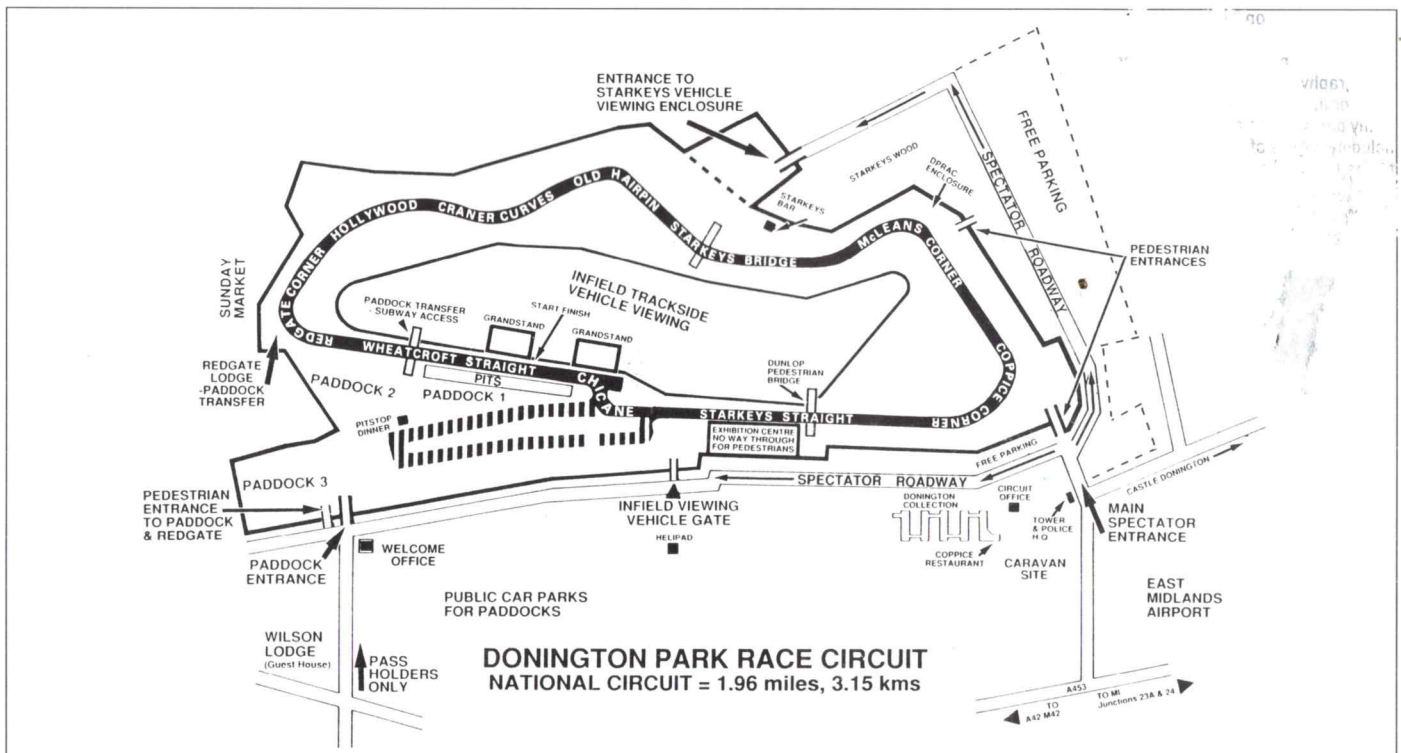 ENTRANCE TO
STARKEYS VEHICLE
VIEWING ENCLOSURE
FREE PARKING
SPECTATOR ROADWAY
STARKEYS WOOD
DPRAC
ENCLOSURE
STARKEYS
BAR
PEDESTRIAN
ENTRANCES
REDGATE CORNER
HOLLYWOOD
CRANER CURVES
OLD HAIRPIN
STARKEYS BRIDGE
McLEANS CORNER
COPPICE CORNER
SUNDAY
MARKET
INFIELD TRACKSIDE
VEHICLE VIEWING
PADDOCK TRANSFER
- SUBWAY ACCESS
START FINISH
GRANDSTAND
GRANDSTAND
WHEATCROFT STRAIGHT
CHICANE
STARKEYS STRAIGHT
DUNLOP
PEDESTRIAN
BRIDGE
REDGATE
LODGE
-PADDOCK
TRANSFER
PADDOCK 2
PITS
PADDOCK 1
PITSTOP
DINNER
EXHIBITION CENTRE
NO WAY THROUGH
FOR PEDESTRIANS
FREE PARKING
SPECTATOR ROADWAY
CASTLE DONINGTON
PADDOCK 3
PEDESTRIAN
ENTRANCE
TO PADDOCK
& REDGATE
PADDOCK
ENTRANCE
WELCOME
OFFICE
INFIELD VIEWING
VEHICLE GATE
HELIPAD
DONINGTON
COLLECTION
CIRCUIT
OFFICE
COPPICE
RESTAURANT
TOWER
& POLICE
H.Q
CARAVAN
SITE
MAIN
SPECTATOR
ENTRANCE
EAST
MIDLANDS
AIRPORT
PUBLIC CAR PARKS
FOR PADDOCKS
WILSON
LODGE
(Guest House)
PASS
HOLDERS
ONLY
DONINGTON PARK RACE CIRCUIT
NATIONAL CIRCUIT = 1.96 miles, 3.15 kms
A453
TO
A42 M42
TO MI
Junctions 23A & 24